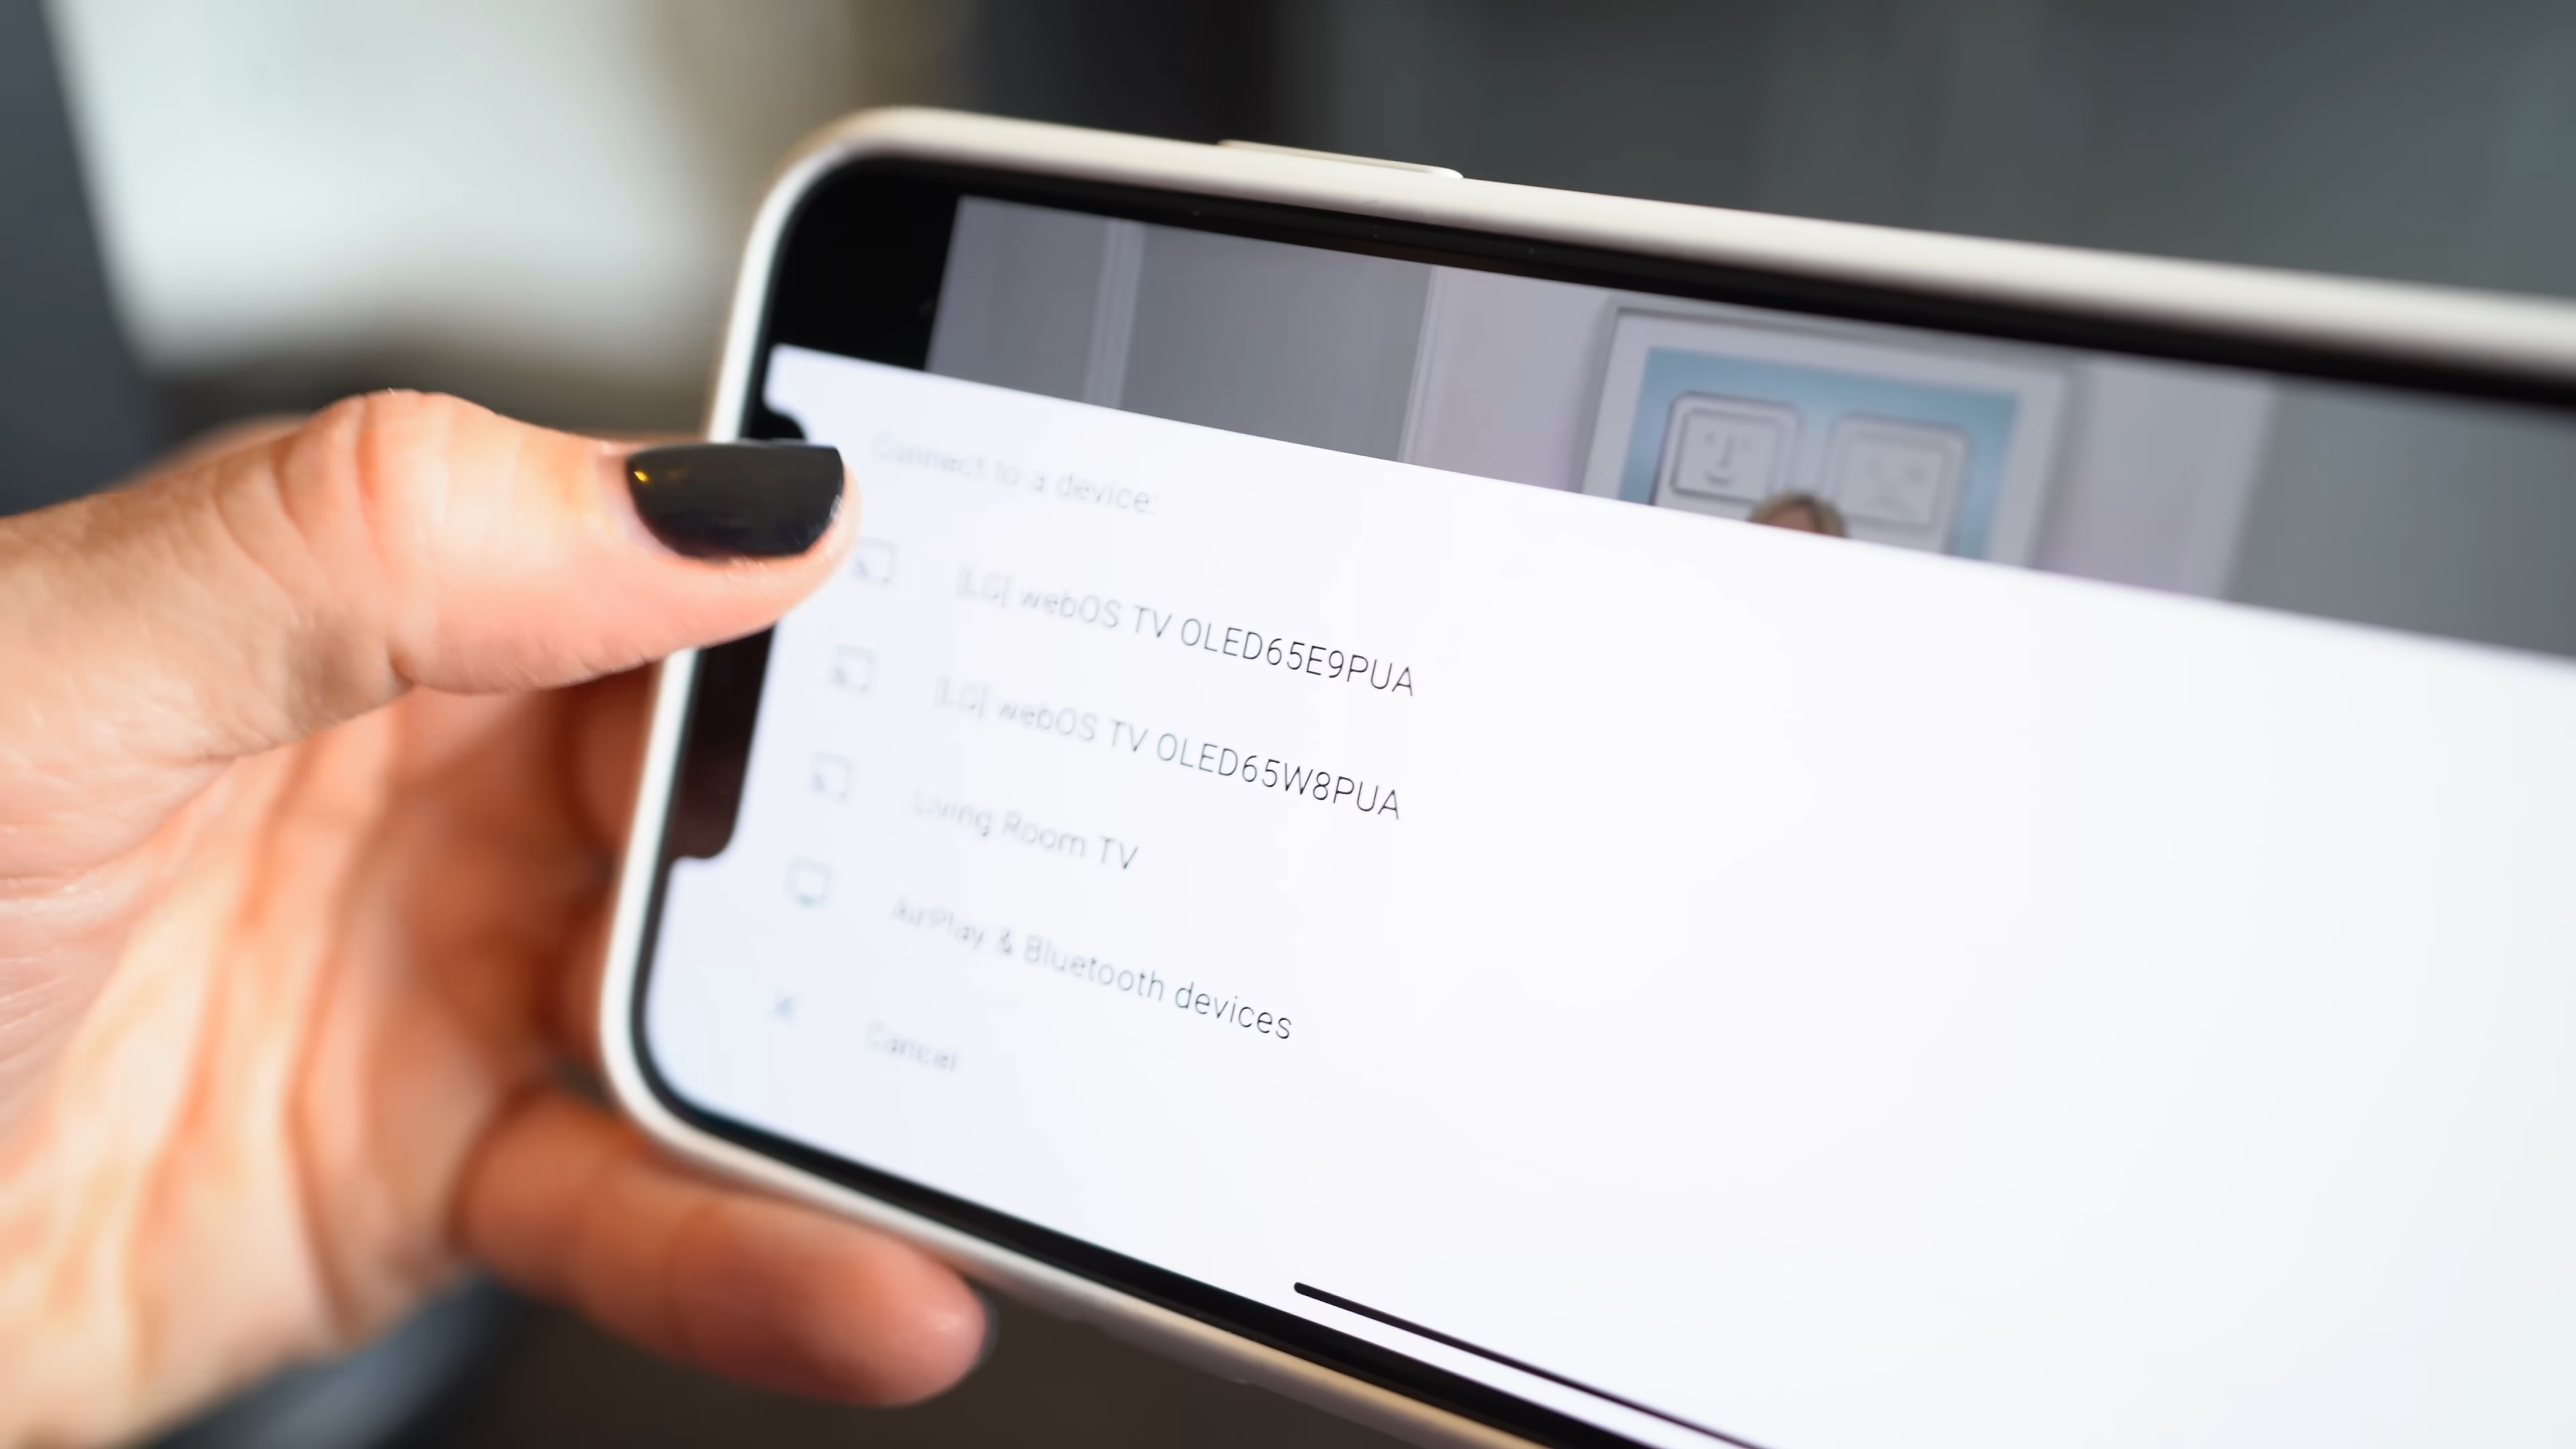 Connect to a device:
[LG] webOS TV OLED65E9PUA
[LG] webOS TV OLED65W8PUA
Living Room TV
AirPlay & Bluetooth devices
Cancel